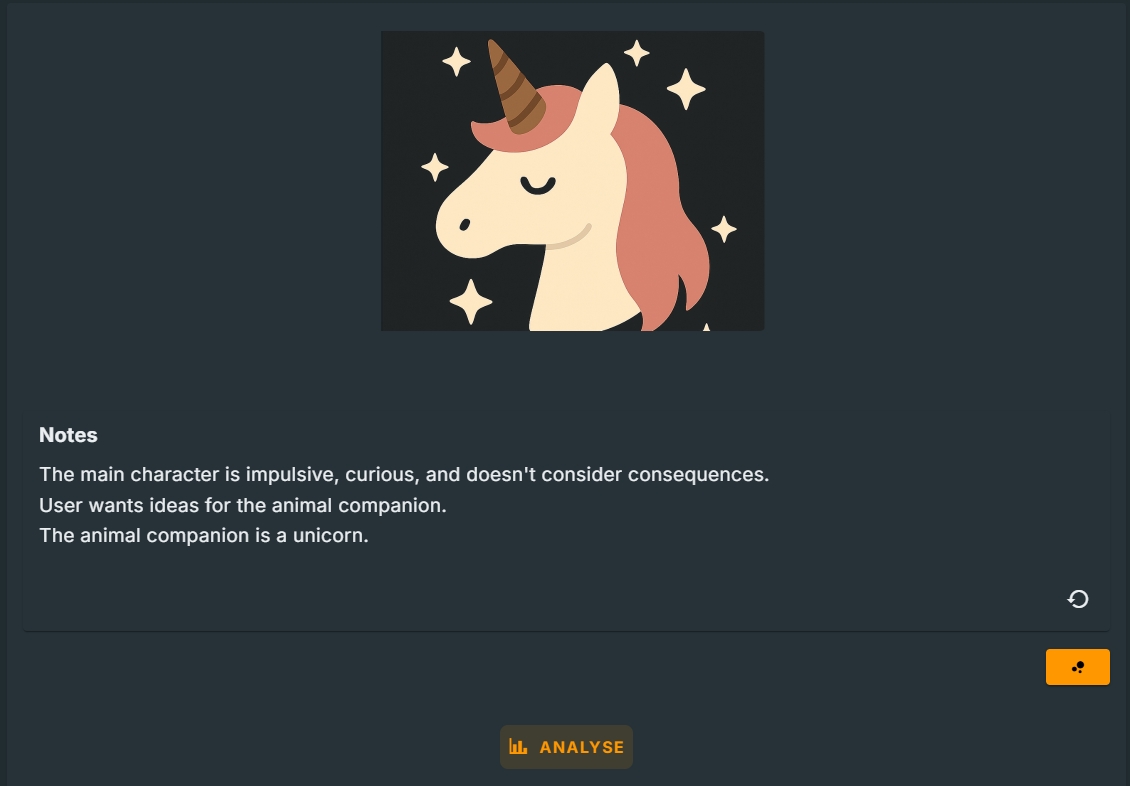 Notes
The main character is impulsive, curious, and doesn't consider consequences.
User wants ideas for the animal companion.
The animal companion is a unicorn.
ANALYSE